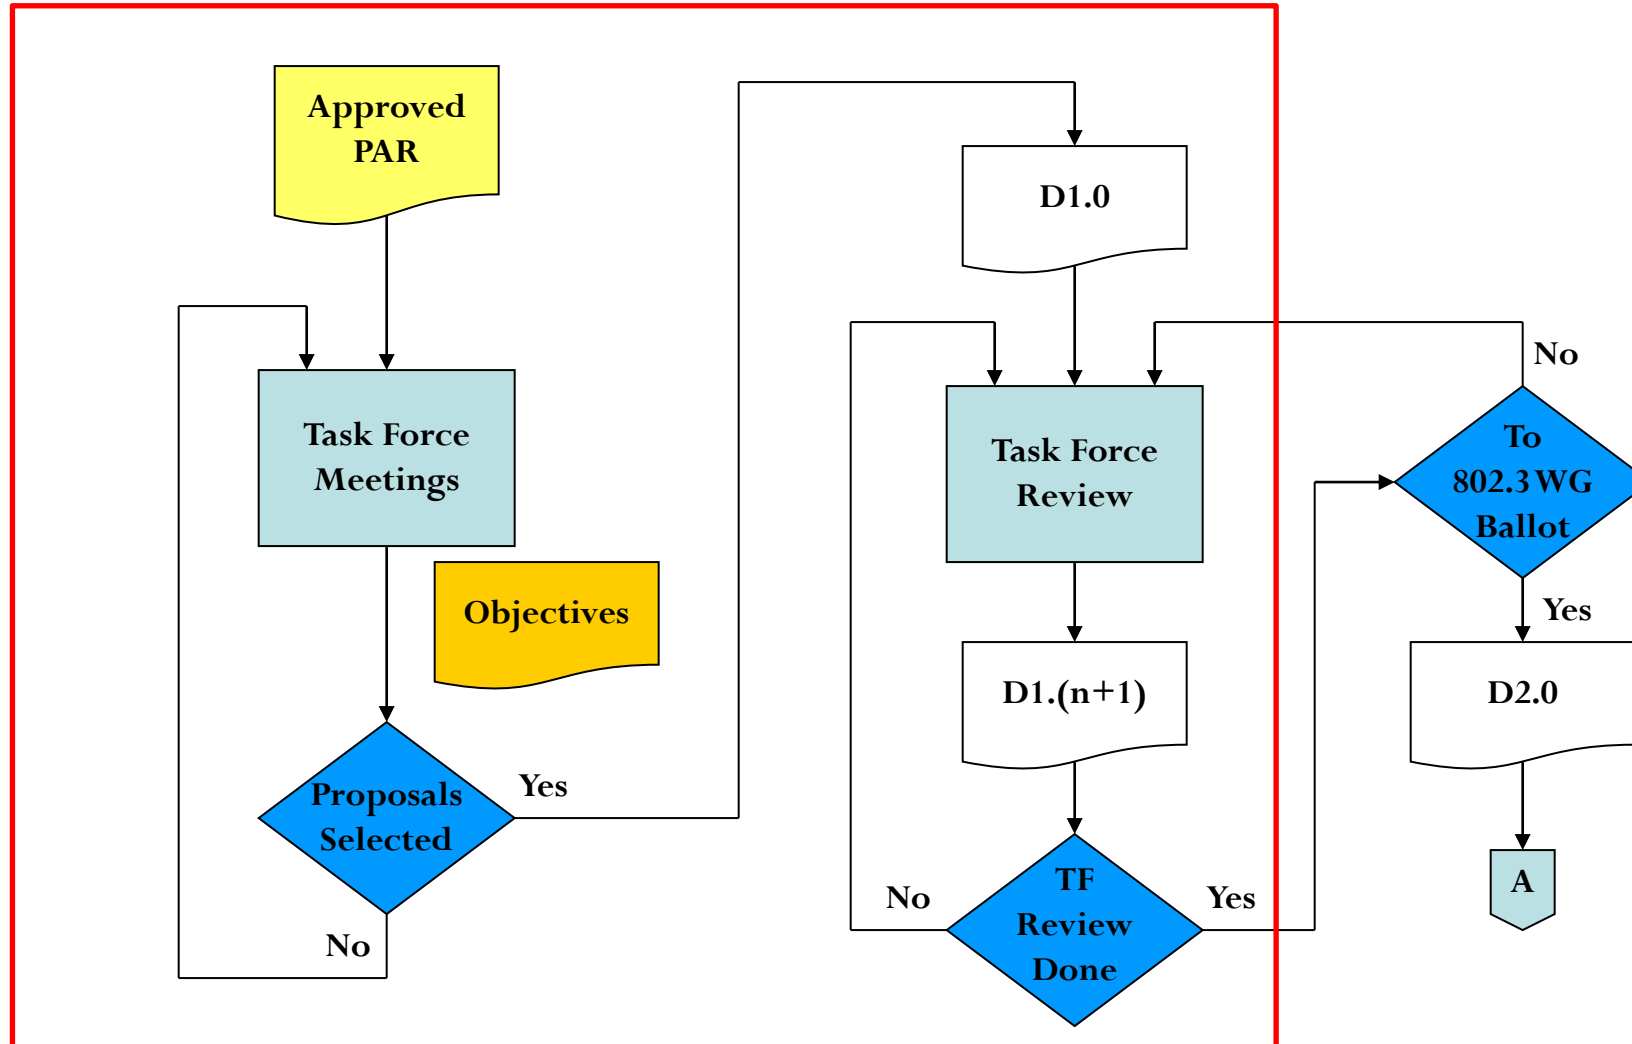 Approved
PAR
Task Force
Meetings
Objectives
Proposals
Selected
Yes
No
D1.0
Task Force
Review
D1.(n+1)
TF
Review
Done
No
Yes
To
802.3 WG
Ballot
No
Yes
D2.0
A